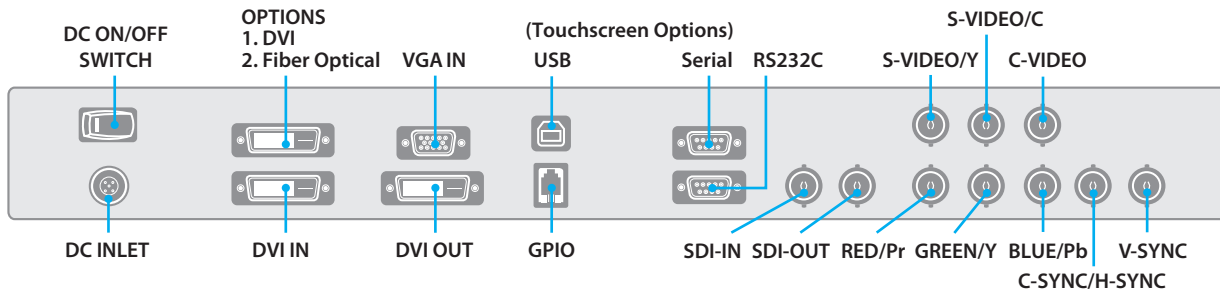 DC ON/OFF
SWITCH
OPTIONS
1. DVI
2. Fiber Optical
VGA IN
(Touchscreen Options)
USB
Serial
RS232C
S-VIDEO/Y
S-VIDEO/C
C-VIDEO
DC INLET
DVI IN
DVI OUT
GPIO
SDI-IN
SDI-OUT
RED/Pr
GREEN/Y
BLUE/Pb
C-SYNC/H-SYNC
V-SYNC